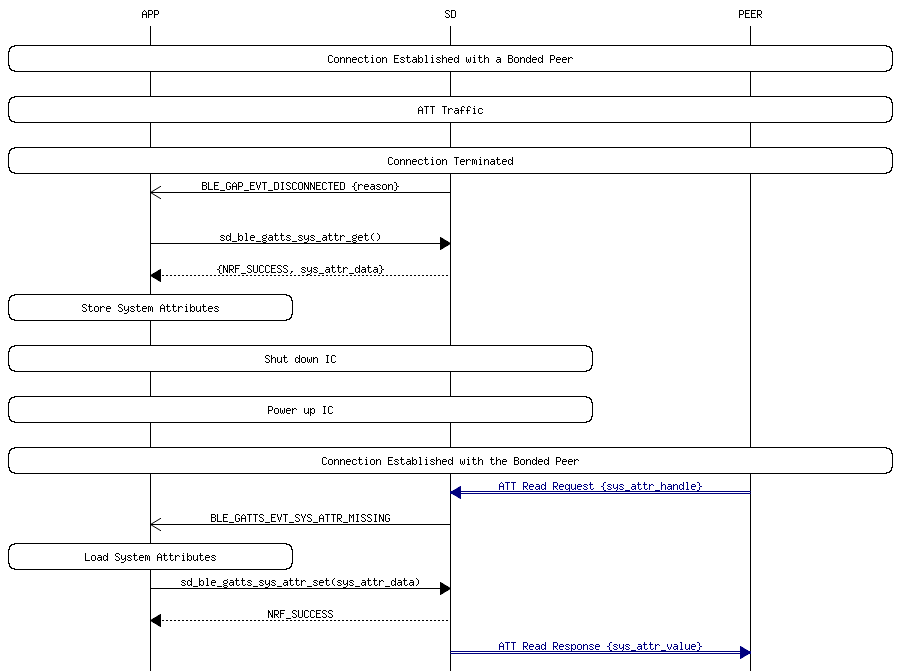 APP SD PEER
Connection Established with a Bonded Peer
ATT Traffic
Connection Terminated
BLE_GAP_EVT_DISCONNECTED {reason}
sd_ble_gatts_sys_attr_get()
{NRF_SUCCESS, sys_attr_data}
Store System Attributes
Shut down IC
Power up IC
Connection Established with the Bonded Peer
ATT Read Request {sys_attr_handle}
BLE_GATTS_EVT_SYS_ATTR_MISSING
Load System Attributes
sd_ble_gatts_sys_attr_set(sys_attr_data)
NRF_SUCCESS
ATT Read Response {sys_attr_value}